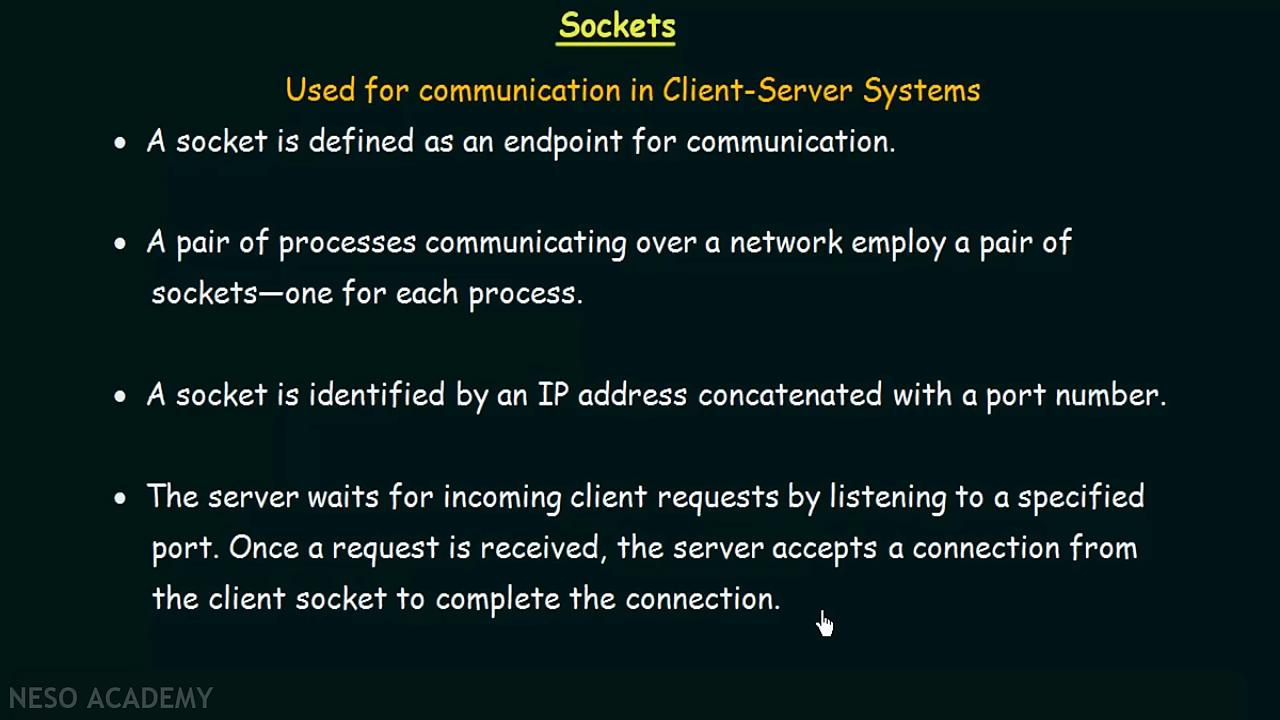 Sockets
Used for communication in Client-Server Systems
• A socket is defined as an endpoint for communication.
• A pair of processes communicating over a network employ a pair of
sockets—one for each process.
• A socket is identified by an IP address concatenated with a port number.
• The server waits for incoming client requests by listening to a specified
port. Once a request is received, the server accepts a connection from
the client socket to complete the connection.
NESO ACADEMY